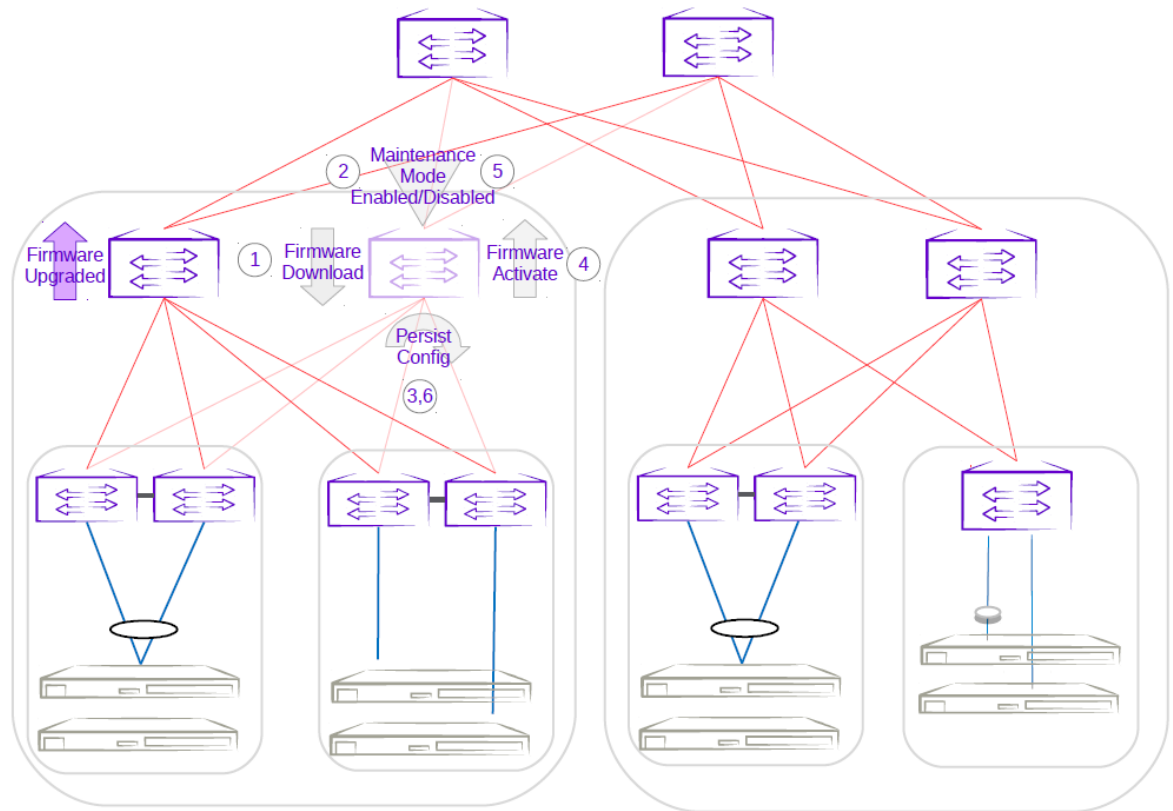 2
Maintenance
Mode
Enabled/Disabled
5
Firmware
Upgraded
1
Firmware
Download
Firmware
Activate
4
Persist
Config
3,6